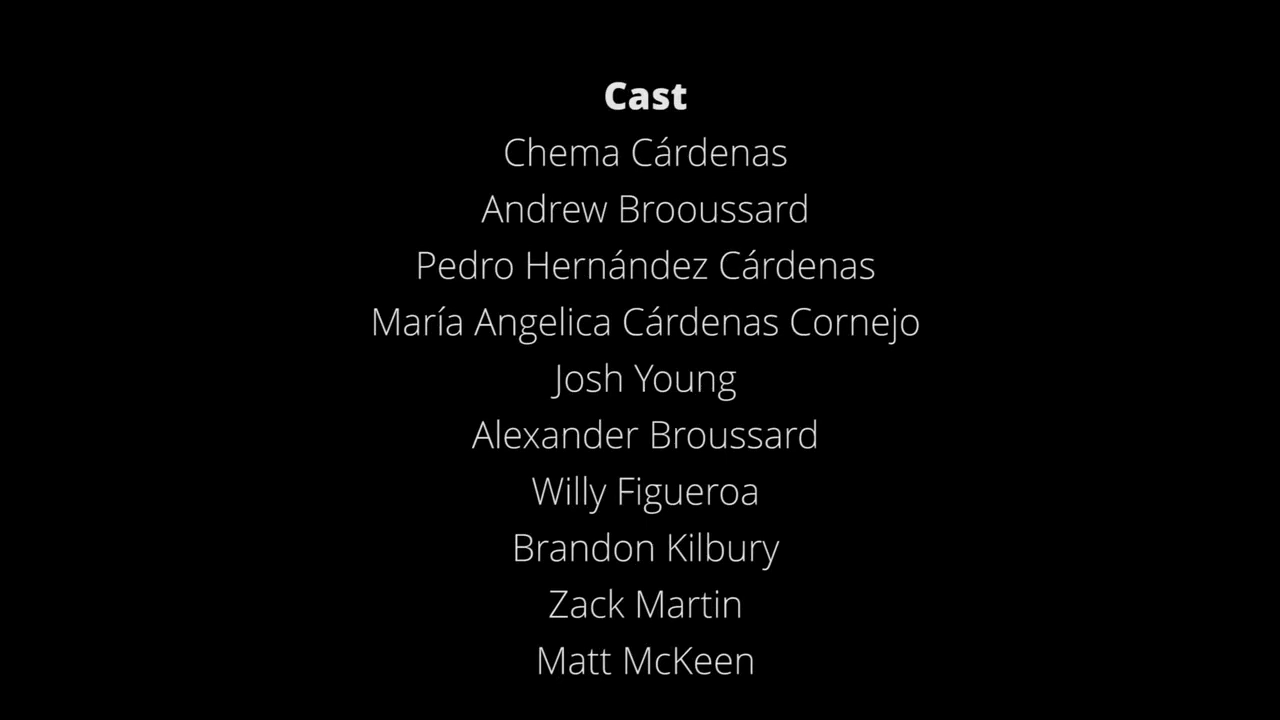 Cast
Chema Cárdenas
Andrew Brooussard
Pedro Hernández Cárdenas
María Angelica Cárdenas Cornejo
Josh Young
Alexander Broussard
Willy Figueroa
Brandon Kilbury
Zack Martin
Matt McKeen